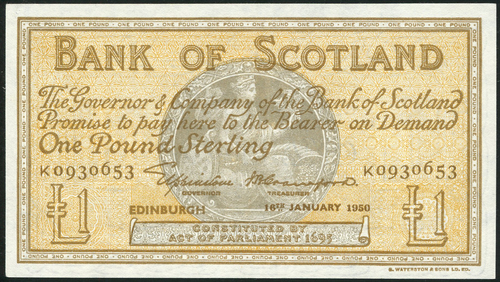 BANK OF SCOTLAND
The Governor & Company of the Bank of Scotland
Promise to pay here to the Bearer on Demand
One Pound Sterling
K0930653 K0930653
GOVERNOR TREASURER
EDINBURGH 16TH JANUARY 1950
£1 £1
CONSTITUTED BY
ACT OF PARLIAMENT 1695
G. WATERSTON & SONS LD. ED.